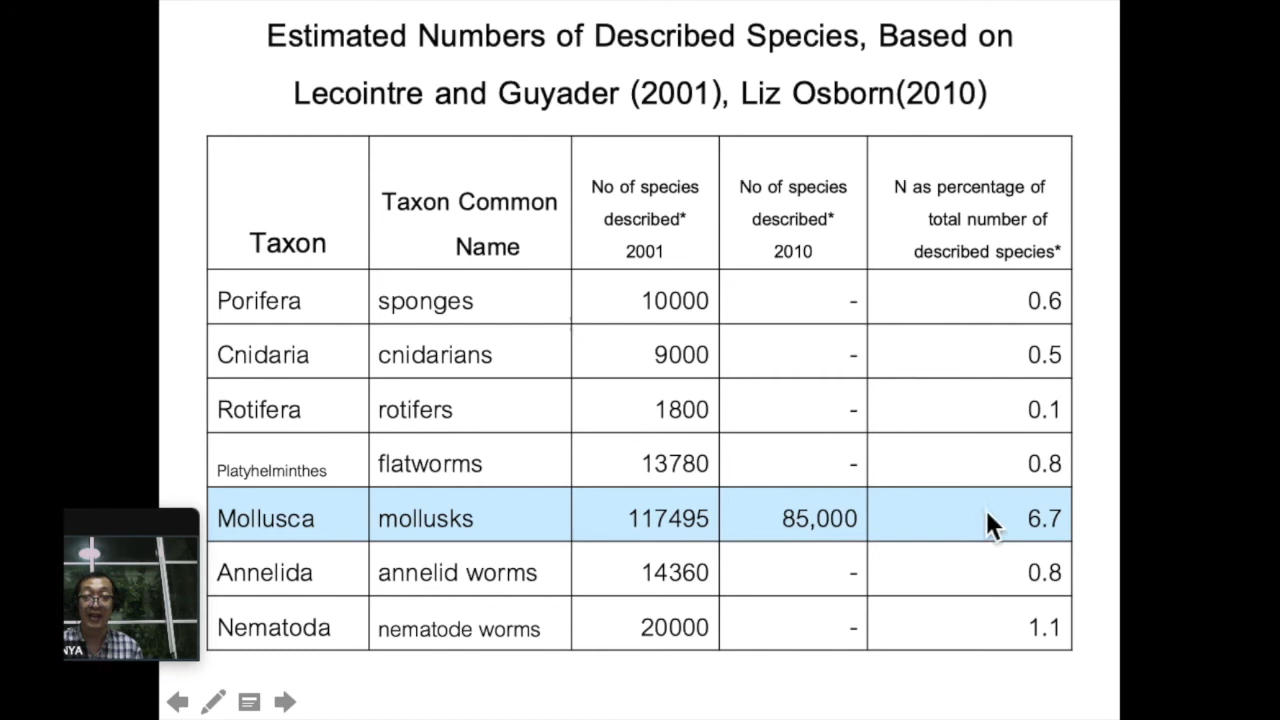 Estimated Numbers of Described Species, Based on
Lecointre and Guyader (2001), Liz Osborn(2010)
Taxon
Taxon Common
Name
No of species
described*
2001
No of species
described*
2010
N as percentage of
total number of
described species*
Porifera sponges 10000 - 0.6
Cnidaria cnidarians 9000 - 0.5
Rotifera rotifers 1800 - 0.1
Platyhelminthes flatworms 13780 - 0.8
Mollusca mollusks 117495 85,000 6.7
Annelida annelid worms 14360 - 0.8
Nematoda nematode worms 20000 - 1.1
NYA